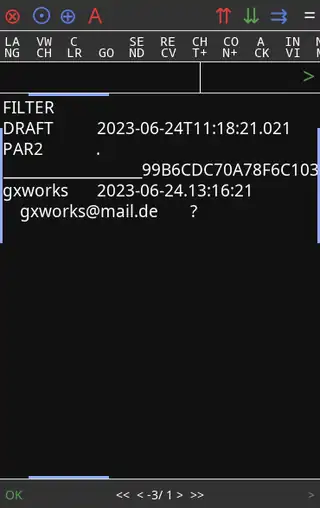 A =
LA VW C SE RE CH CO A IN
NG CH LR GO ND CV T+ N+ CK VI
>
FILTER
DRAFT 2023-06-24T11:18:21.021
PAR2 .
________________99B6CDC70A78F6C103
gxworks 2023-06-24.13:16:21
gxworks@mail.de ?
OK << < -3/ 1 > >> >